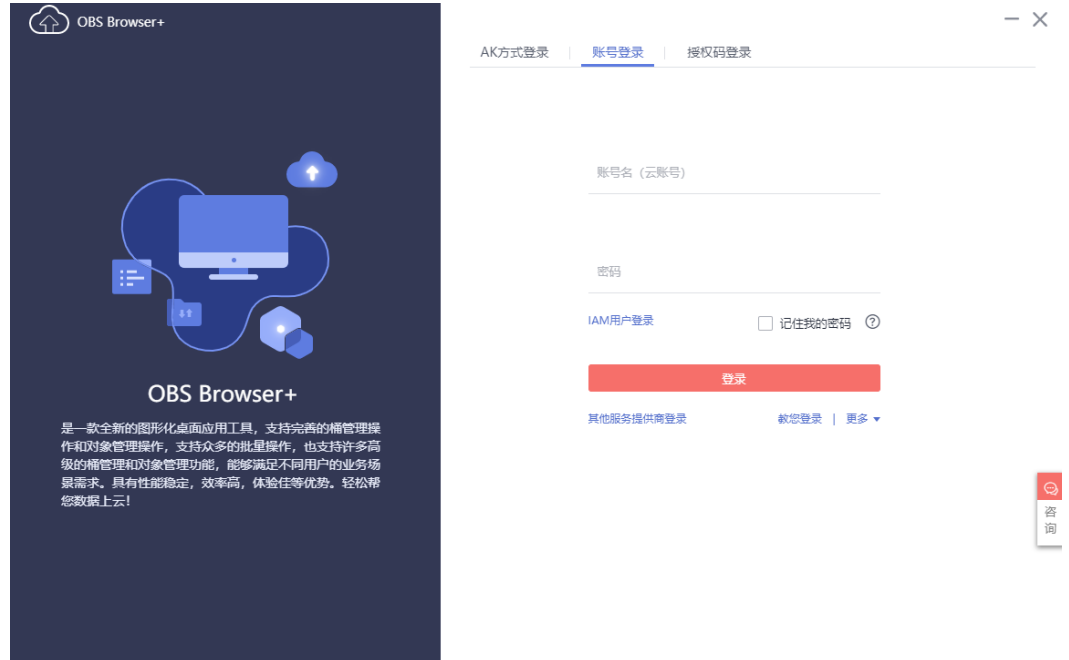 OBS Browser+
AK方式登录
账号登录
授权码登录
账号名（云账号）
密码
IAM用户登录
记住我的密码
?
登录
其他服务提供商登录
教您登录 | 更多
OBS Browser+
是一款全新的图形化桌面应用工具，支持完善的桶管理操
作和对象管理操作，支持众多的批量操作，也支持许多高
级的桶管理和对象管理功能，能够满足不同用户的业务场
景需求。具有性能稳定，效率高，体验佳等优势。轻松帮
您数据上云！
咨
询